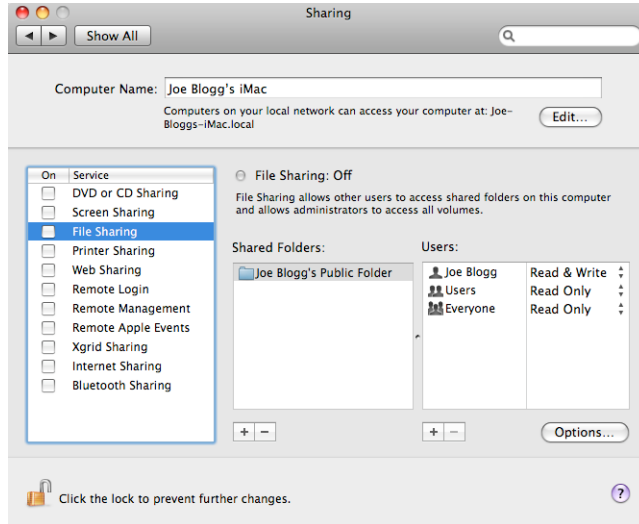 Sharing
Show All
Computer Name: Joe Blogg's iMac
Computers on your local network can access your computer at: Joe-
Bloggs-iMac.local
Edit...
On Service
DVD or CD Sharing
Screen Sharing
File Sharing
Printer Sharing
Web Sharing
Remote Login
Remote Management
Remote Apple Events
Xgrid Sharing
Internet Sharing
Bluetooth Sharing
File Sharing: Off
File Sharing allows other users to access shared folders on this computer
and allows administrators to access all volumes.
Shared Folders:
Joe Blogg's Public Folder
Users:
Joe Blogg Read & Write
Users Read Only
Everyone Read Only
+ −
+ −
Options...
Click the lock to prevent further changes.
?